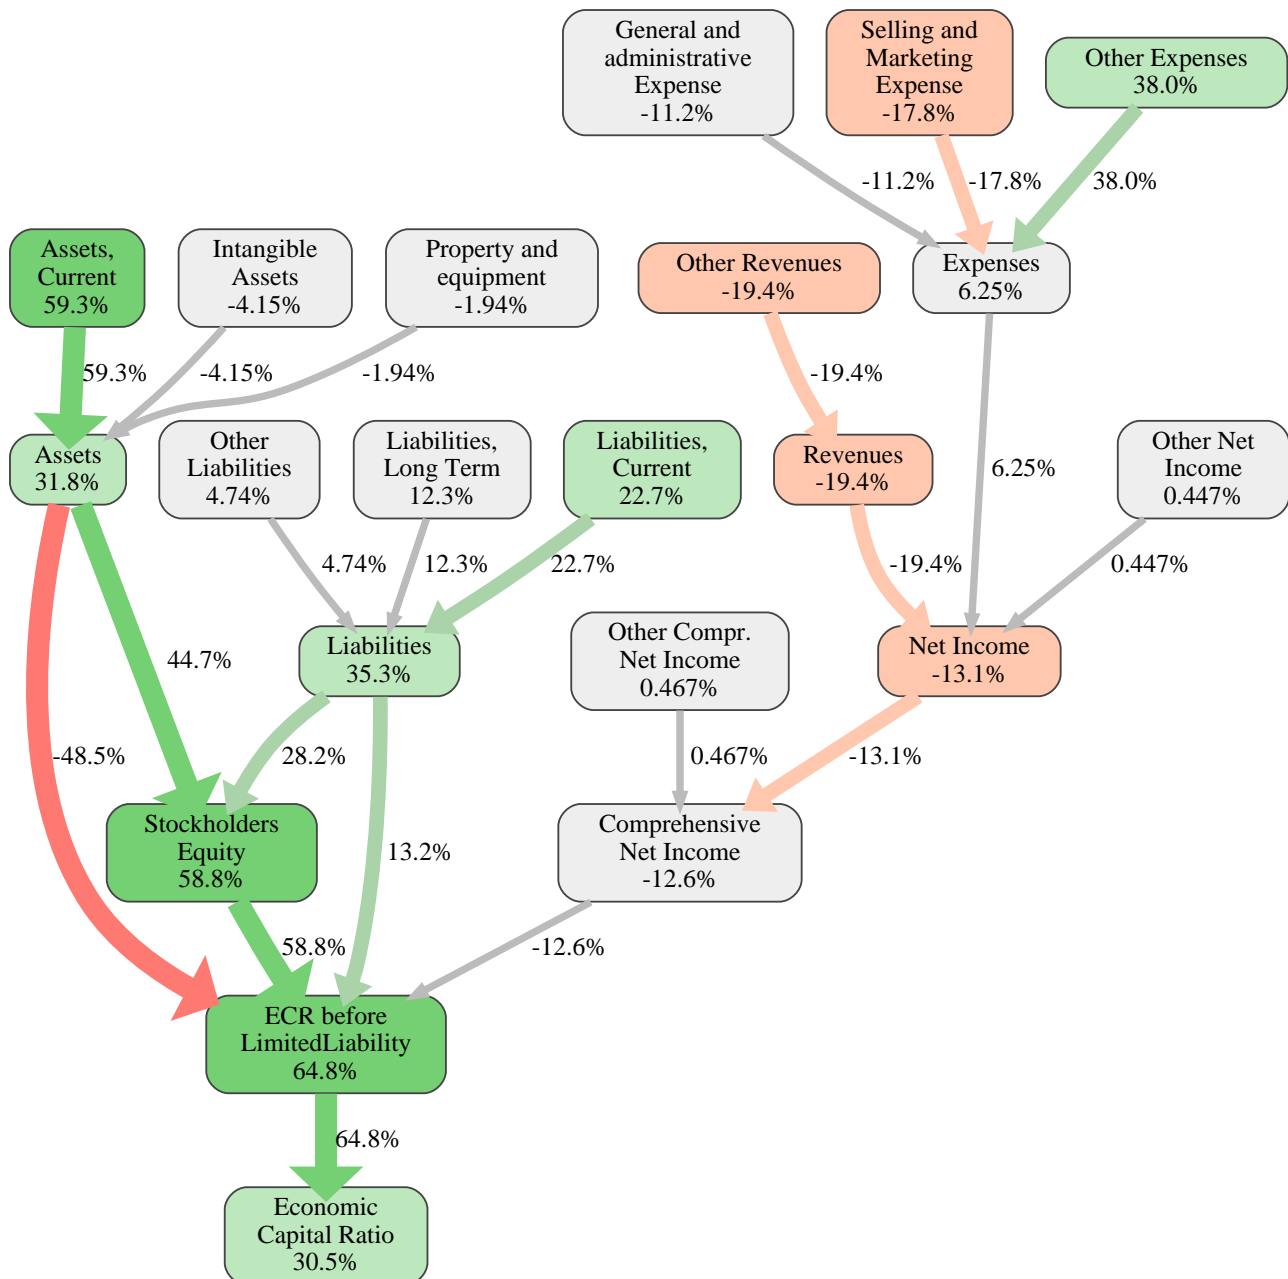 General and
administrative
Expense
-11.2%
Selling and
Marketing
Expense
-17.8%
Other Expenses
38.0%
-11.2%
-17.8%
38.0%
Assets,
Current
59.3%
Intangible
Assets
-4.15%
Property and
equipment
-1.94%
Other Revenues
-19.4%
Expenses
6.25%
59.3%
-4.15%
-1.94%
-19.4%
6.25%
Assets
31.8%
Other
Liabilities
4.74%
Liabilities,
Long Term
12.3%
Liabilities,
Current
22.7%
Revenues
-19.4%
Other Net
Income
0.447%
4.74%
12.3%
22.7%
-19.4%
0.447%
44.7%
Liabilities
35.3%
Other Compr.
Net Income
0.467%
Net Income
-13.1%
-48.5%
28.2%
0.467%
-13.1%
Stockholders
Equity
58.8%
13.2%
Comprehensive
Net Income
-12.6%
58.8%
-12.6%
ECR before
LimitedLiability
64.8%
64.8%
Economic
Capital Ratio
30.5%